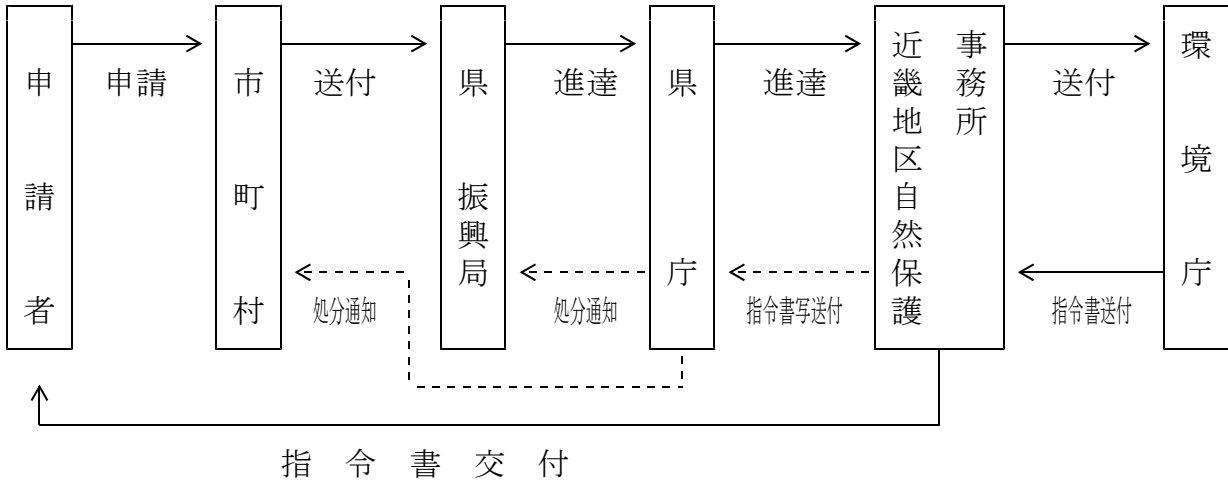 申請者
申請
市町村
送付
県振興局
進達
県庁
進達
近畿地区自然保護
事務所
送付
環境庁
処分通知
処分通知
指令書写送付
指令書送付
指令書交付